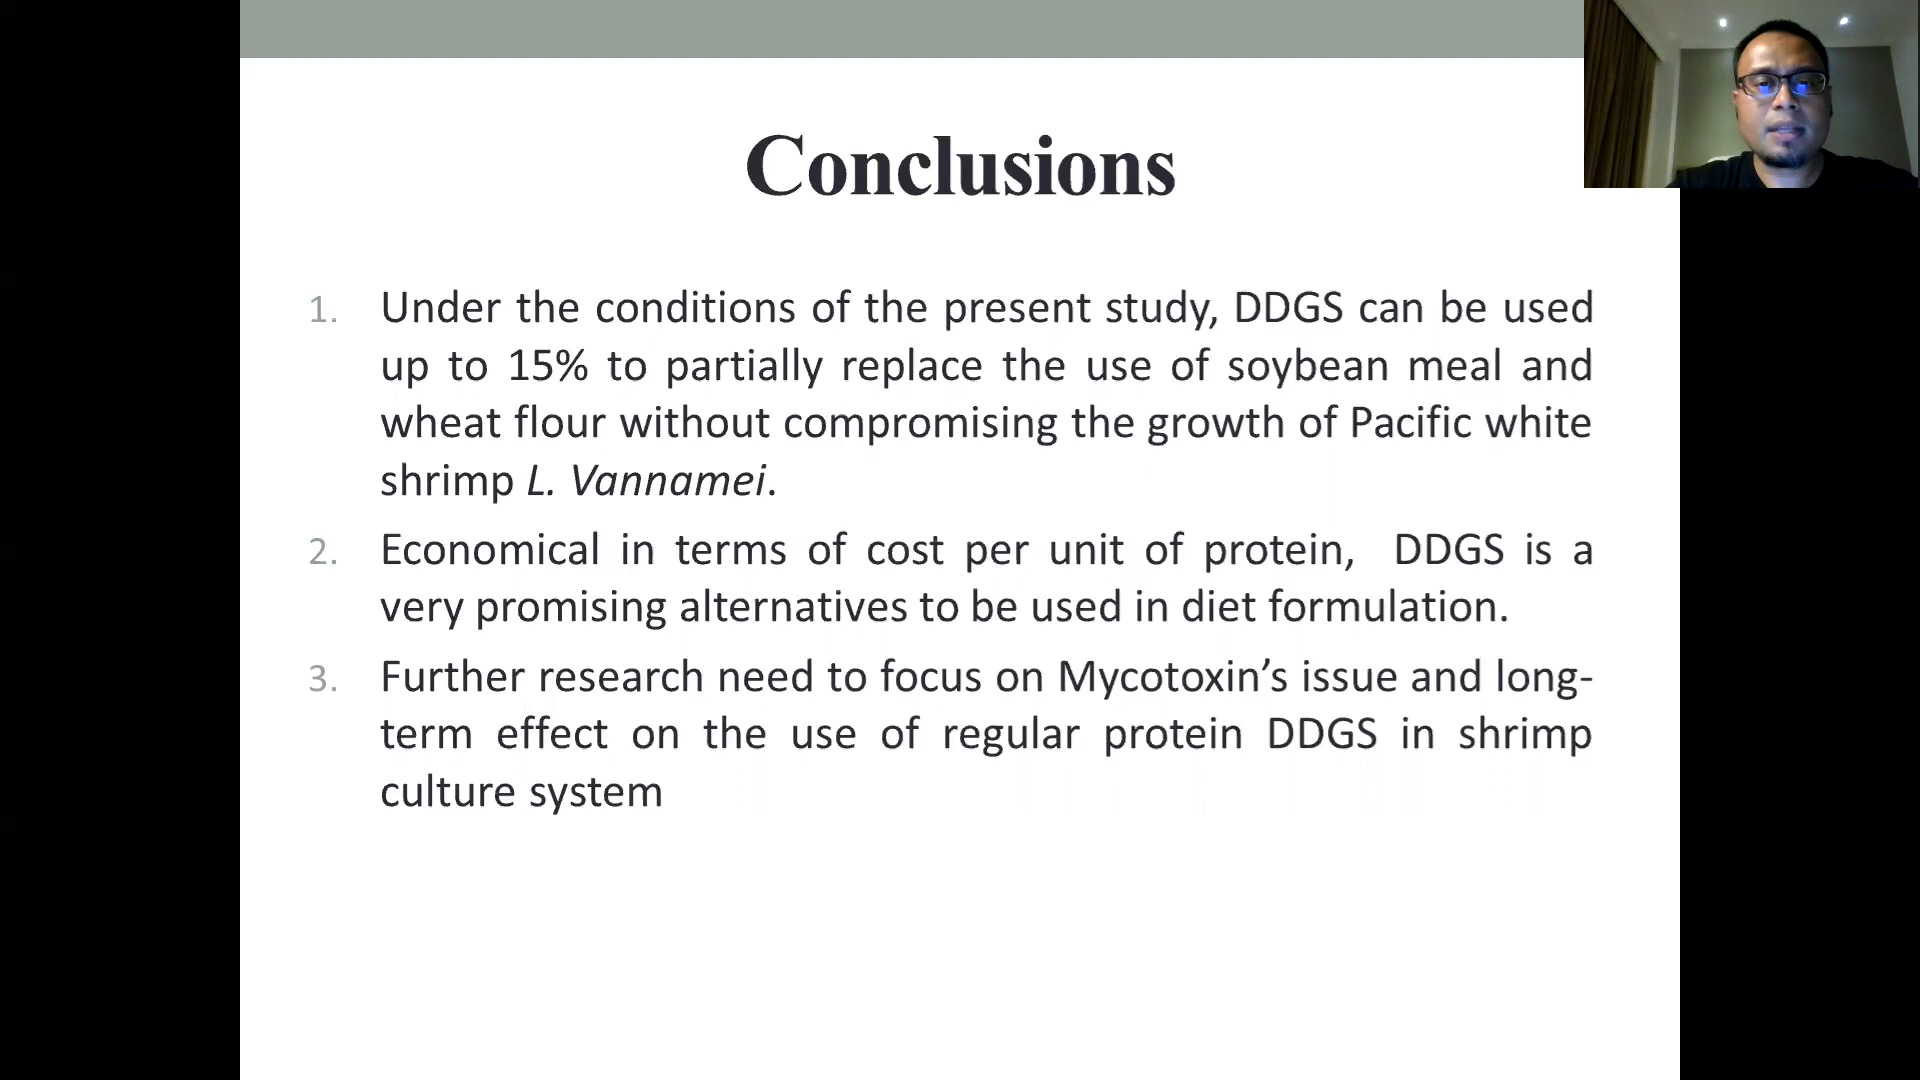 Conclusions
1. Under the conditions of the present study, DDGS can be used
up to 15% to partially replace the use of soybean meal and
wheat flour without compromising the growth of Pacific white
shrimp L. Vannamei.
2. Economical in terms of cost per unit of protein,  DDGS is a
very promising alternatives to be used in diet formulation.
3. Further research need to focus on Mycotoxin’s issue and long-
term effect on the use of regular protein DDGS in shrimp
culture system